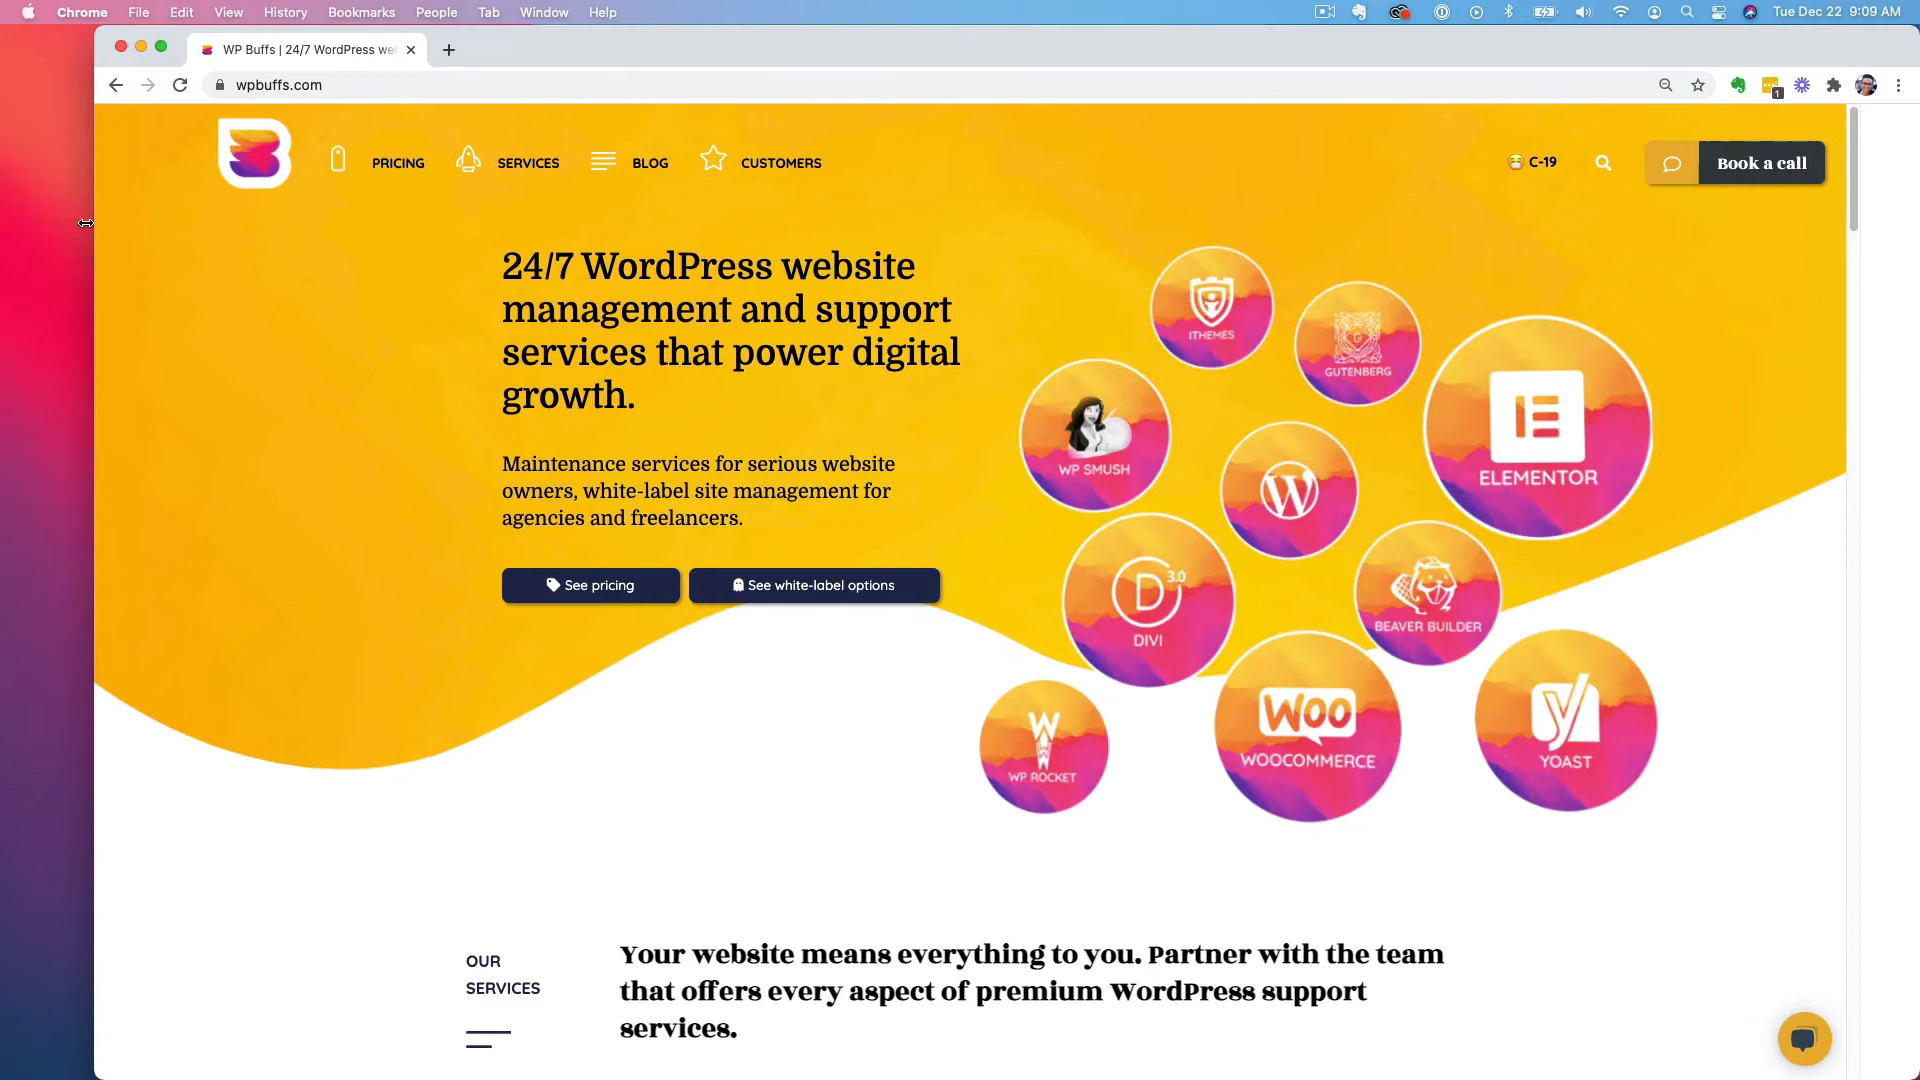 Chrome File Edit View History Bookmarks People Tab Window Help
Tue Dec 22 9:09 AM
WP Buffs | 24/7 WordPress we
wpbuffs.com
1
PRICING SERVICES BLOG CUSTOMERS
C-19
Book a call
24/7 WordPress website
management and support
services that power digital
growth.
Maintenance services for serious website
owners, white-label site management for
agencies and freelancers.
See pricing
See white-label options
ITHEMES
G
GUTENBERG
ELEMENTOR
WP SMUSH
W
D 3.0
DIVI
BEAVER BUILDER
W
WP ROCKET
WOO
WOOCOMMERCE
y
YOAST
OUR
SERVICES
Your website means everything to you. Partner with the team
that offers every aspect of premium WordPress support
services.